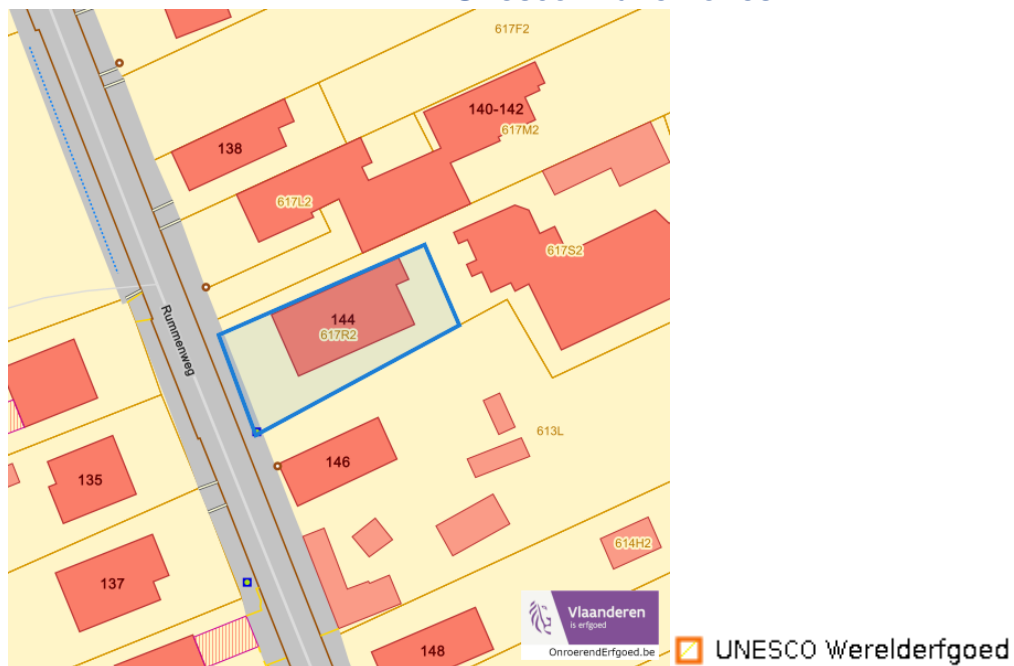 617F2
140-142
617M2
138
617L2
617S2
144
617R2
Rummenweg
613L
146
135
614H2
137
148
Vlaanderen
is erfgoed
OnroerendErfgoed.be
UNESCO Werelderfgoed